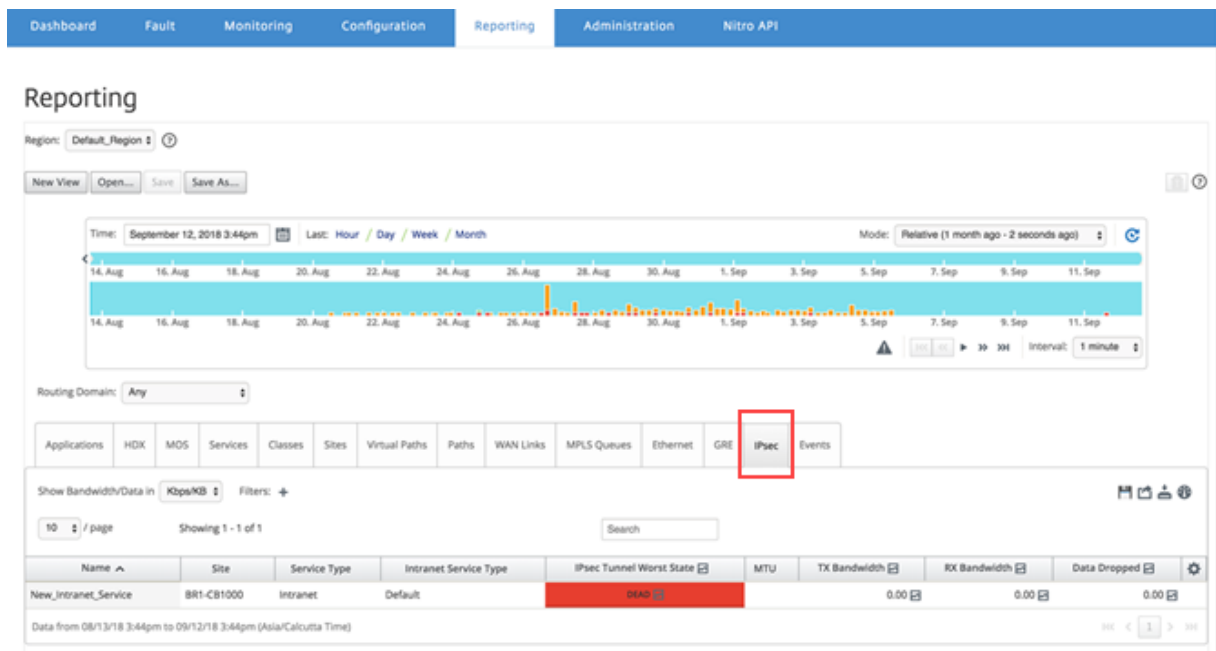 Dashboard Fault Monitoring Configuration Reporting Administration Nitro API
Reporting
Region: Default_Region
New View Open... Save Save As...
Time: September 12, 2018 3:44pm Last: Hour / Day / Week / Month Mode: Relative (1 month ago - 2 seconds ago)
14. Aug 16. Aug 18. Aug 20. Aug 22. Aug 24. Aug 26. Aug 28. Aug 30. Aug 1. Sep 3. Sep 5. Sep 7. Sep 9. Sep 11. Sep
14. Aug 16. Aug 18. Aug 20. Aug 22. Aug 24. Aug 26. Aug 28. Aug 30. Aug 1. Sep 3. Sep 5. Sep 7. Sep 9. Sep 11. Sep
Interval: 1 minute
Routing Domain: Any
Applications HDX MOS Services Classes Sites Virtual Paths Paths WAN Links MPLS Queues Ethernet GRE IPsec Events
Show Bandwidth/Data in Kbps/KB Filters: +
10 / page Showing 1 - 1 of 1 Search
Name Site Service Type Intranet Service Type IPsec Tunnel Worst State MTU TX Bandwidth RX Bandwidth Data Dropped
New_Intranet_Service BR1-CB1000 Intranet Default DEAD 0.00 0.00 0.00
Data from 08/13/18 3:44pm to 09/12/18 3:44pm (Asia/Calcutta Time) 1